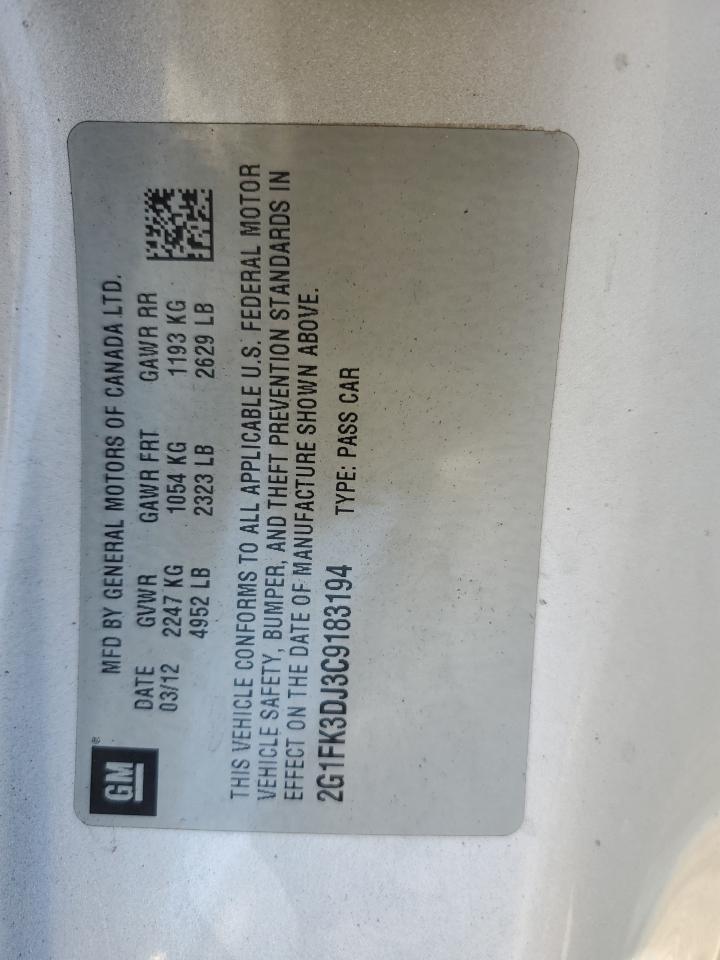 GM®
MFD BY GENERAL MOTORS OF CANADA LTD.
DATE GVWR GAWR FRT GAWR RR
03/12 2247 KG 1054 KG 1193 KG
4952 LB 2323 LB 2629 LB
THIS VEHICLE CONFORMS TO ALL APPLICABLE U.S. FEDERAL MOTOR
VEHICLE SAFETY, BUMPER, AND THEFT PREVENTION STANDARDS IN
EFFECT ON THE DATE OF MANUFACTURE SHOWN ABOVE.
2G1FK3DJ3C9183194 TYPE: PASS CAR